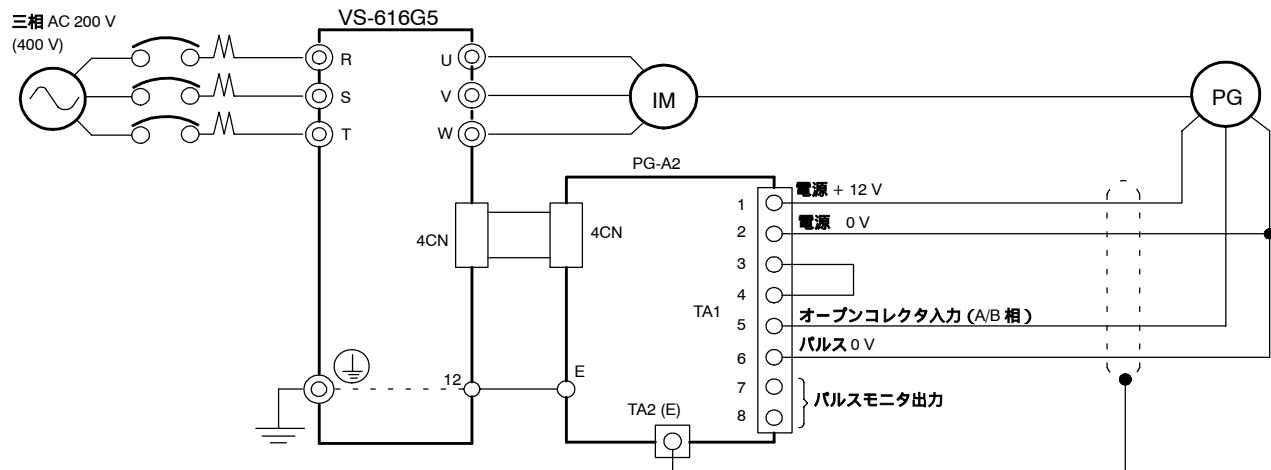 三相 AC 200 V
(400 V)
VS-616G5
R
S
T
U
V
W
IM
PG
PG-A2
4CN
4CN
TA1
1
2
3
4
5
6
7
8
電源 + 12 V
電源 0 V
オープンコレクタ入力 (A/B 相)
パルス 0 V
パルスモニタ出力
12
E
TA2 (E)